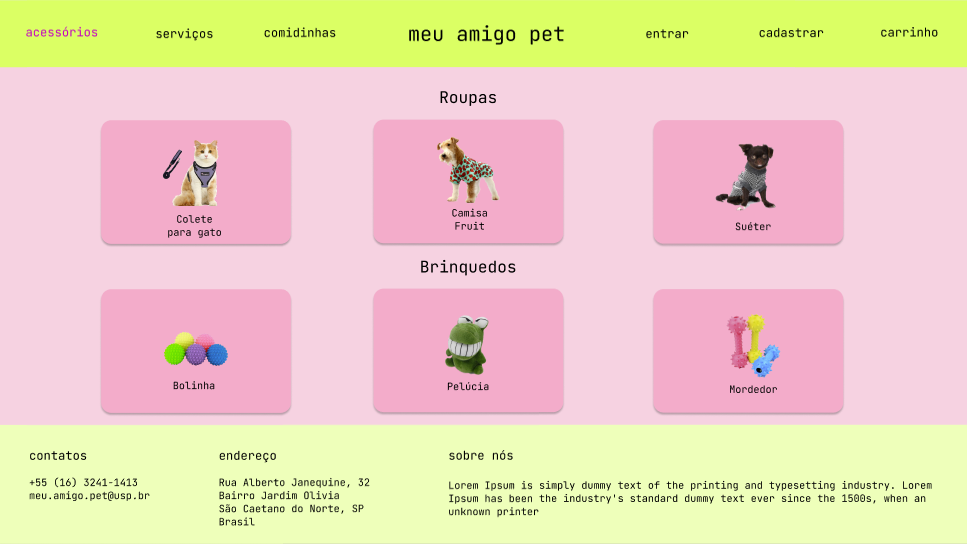 acessórios serviços comidinhas meu amigo pet entrar cadastrar carrinho
Roupas
Colete
para gato
Camisa
Fruit
Suéter
Brinquedos
Bolinha
Pelúcia
Mordedor
contatos
+55 (16) 3241-1413
meu.amigo.pet@usp.br
endereço
Rua Alberto Janequine, 32
Bairro Jardim Olivia
São Caetano do Norte, SP
Brasil
sobre nós
Lorem Ipsum is simply dummy text of the printing and typesetting industry. Lorem
Ipsum has been the industry's standard dummy text ever since the 1500s, when an
unknown printer